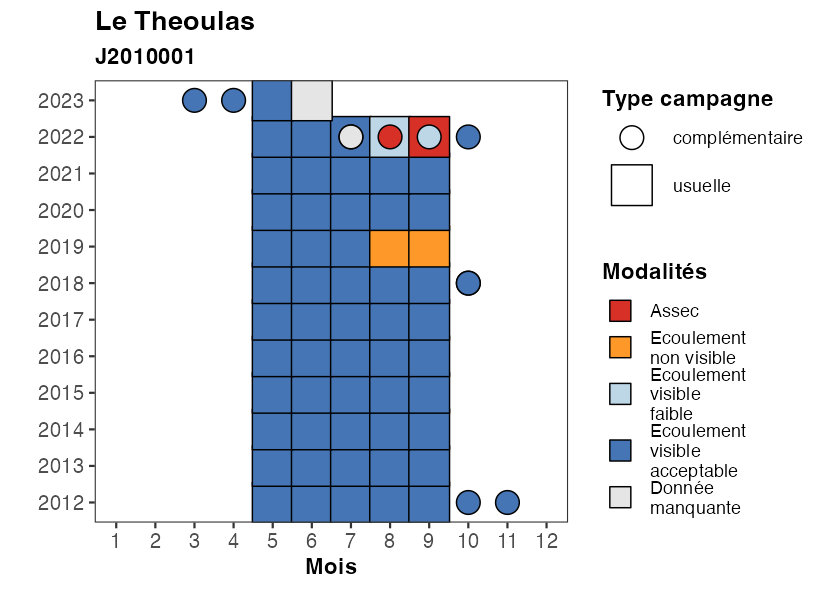 Le Theoulas
J2010001
2023
2022
2021
2020
2019
2018
2017
2016
2015
2014
2013
2012
1 2 3 4 5 6 7 8 9 10 11 12
Mois
Type campagne
complémentaire
usuelle
Modalités
Assec
Ecoulement
non visible
Ecoulement
visible
faible
Ecoulement
visible
acceptable
Donnée
manquante